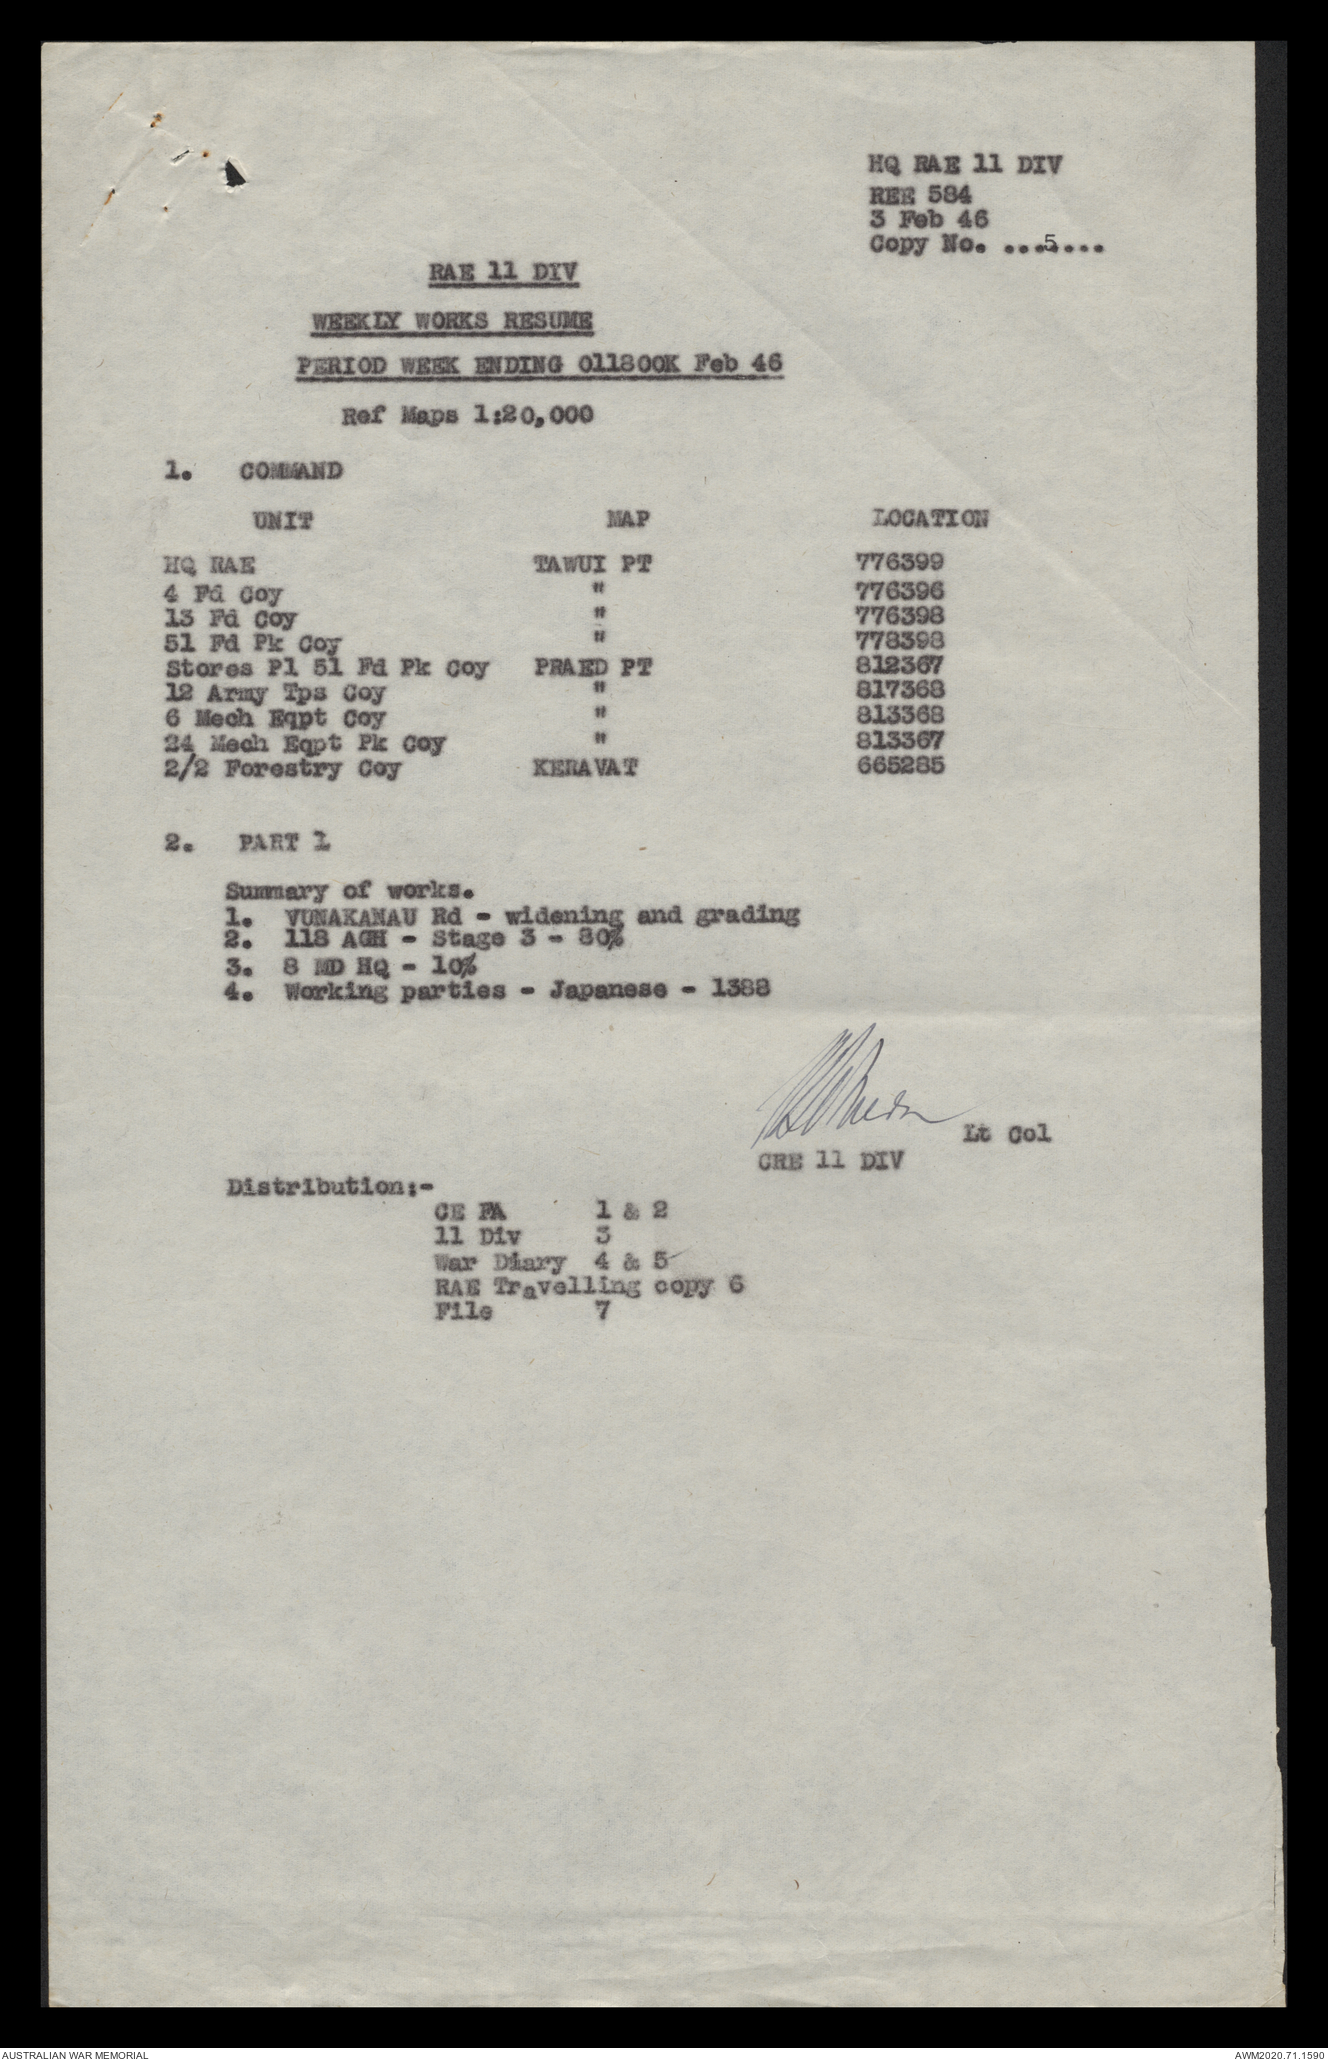 HQ RAE 11 DIV
REE 584
3 Feb 46
Copy No. ...5....
RAE 11 DIV
WEEKLY WORKS RESUME
PERIOD WEEK ENDING 011800K Feb 46
Ref Maps 1:20,000
1. COMMAND
UNIT MAP LOCATION
HQ RAE TAWUI PT 776399
4 Fd Coy " 776396
13 Fd Coy " 776398
51 Fd Pk Coy " 778398
Stores Pl 51 Fd Pk Coy PRAED PT 812367
12 Army Tps Coy " 817368
6 Mech Eqpt Coy " 813368
24 Mech Eqpt Pk Coy " 813367
2/2 Forestry Coy KERAVAT 665285
2. PART 1
Summary of works.
1. VUNAKANAU Rd - widening and grading
2. 118 AGH - Stage 3 - 80%
3. 8 MD HQ - 10%
4. Working parties - Japanese - 1388
Lt Col
CRE 11 DIV
Distribution:-
CE FA 1 & 2
11 Div 3
War Diary 4 & 5
RAE Travelling copy 6
File 7
AUSTRALIAN WAR MEMORIAL AWM2020.71.1590